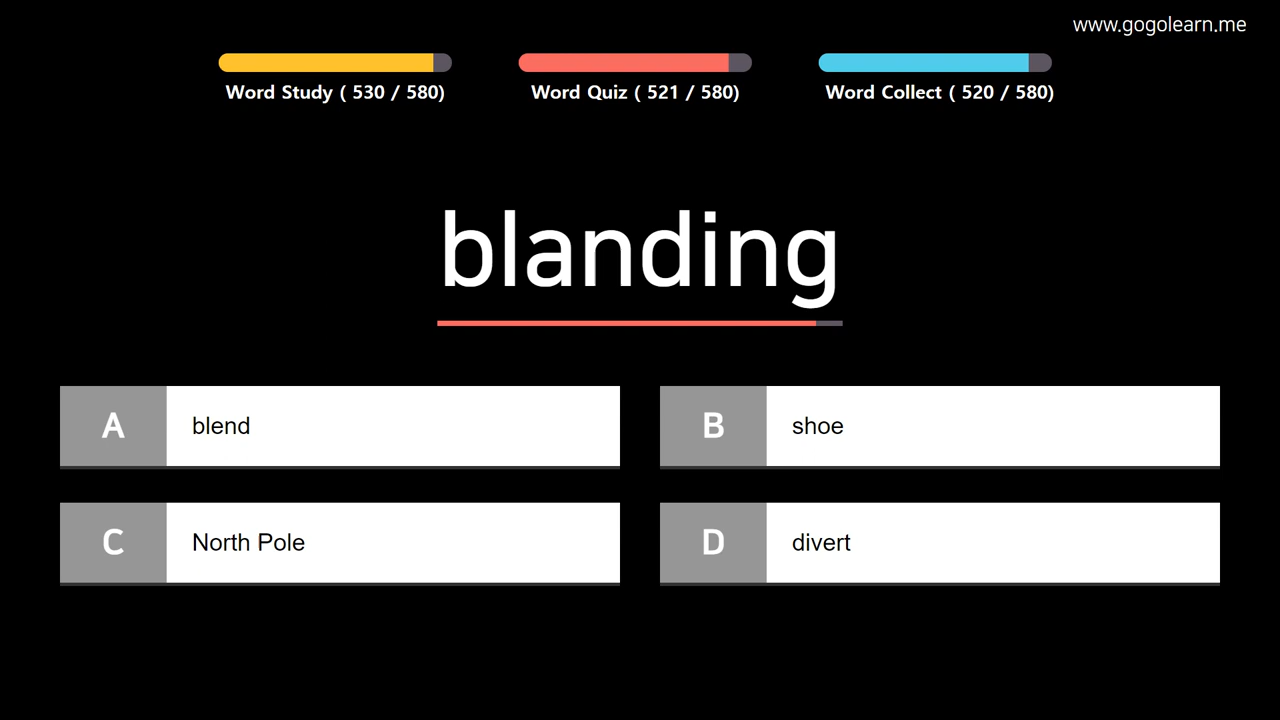 www.gogolearn.me
Word Study ( 530 / 580)
Word Quiz ( 521 / 580)
Word Collect ( 520 / 580)
blanding
A blend
B shoe
C North Pole
D divert